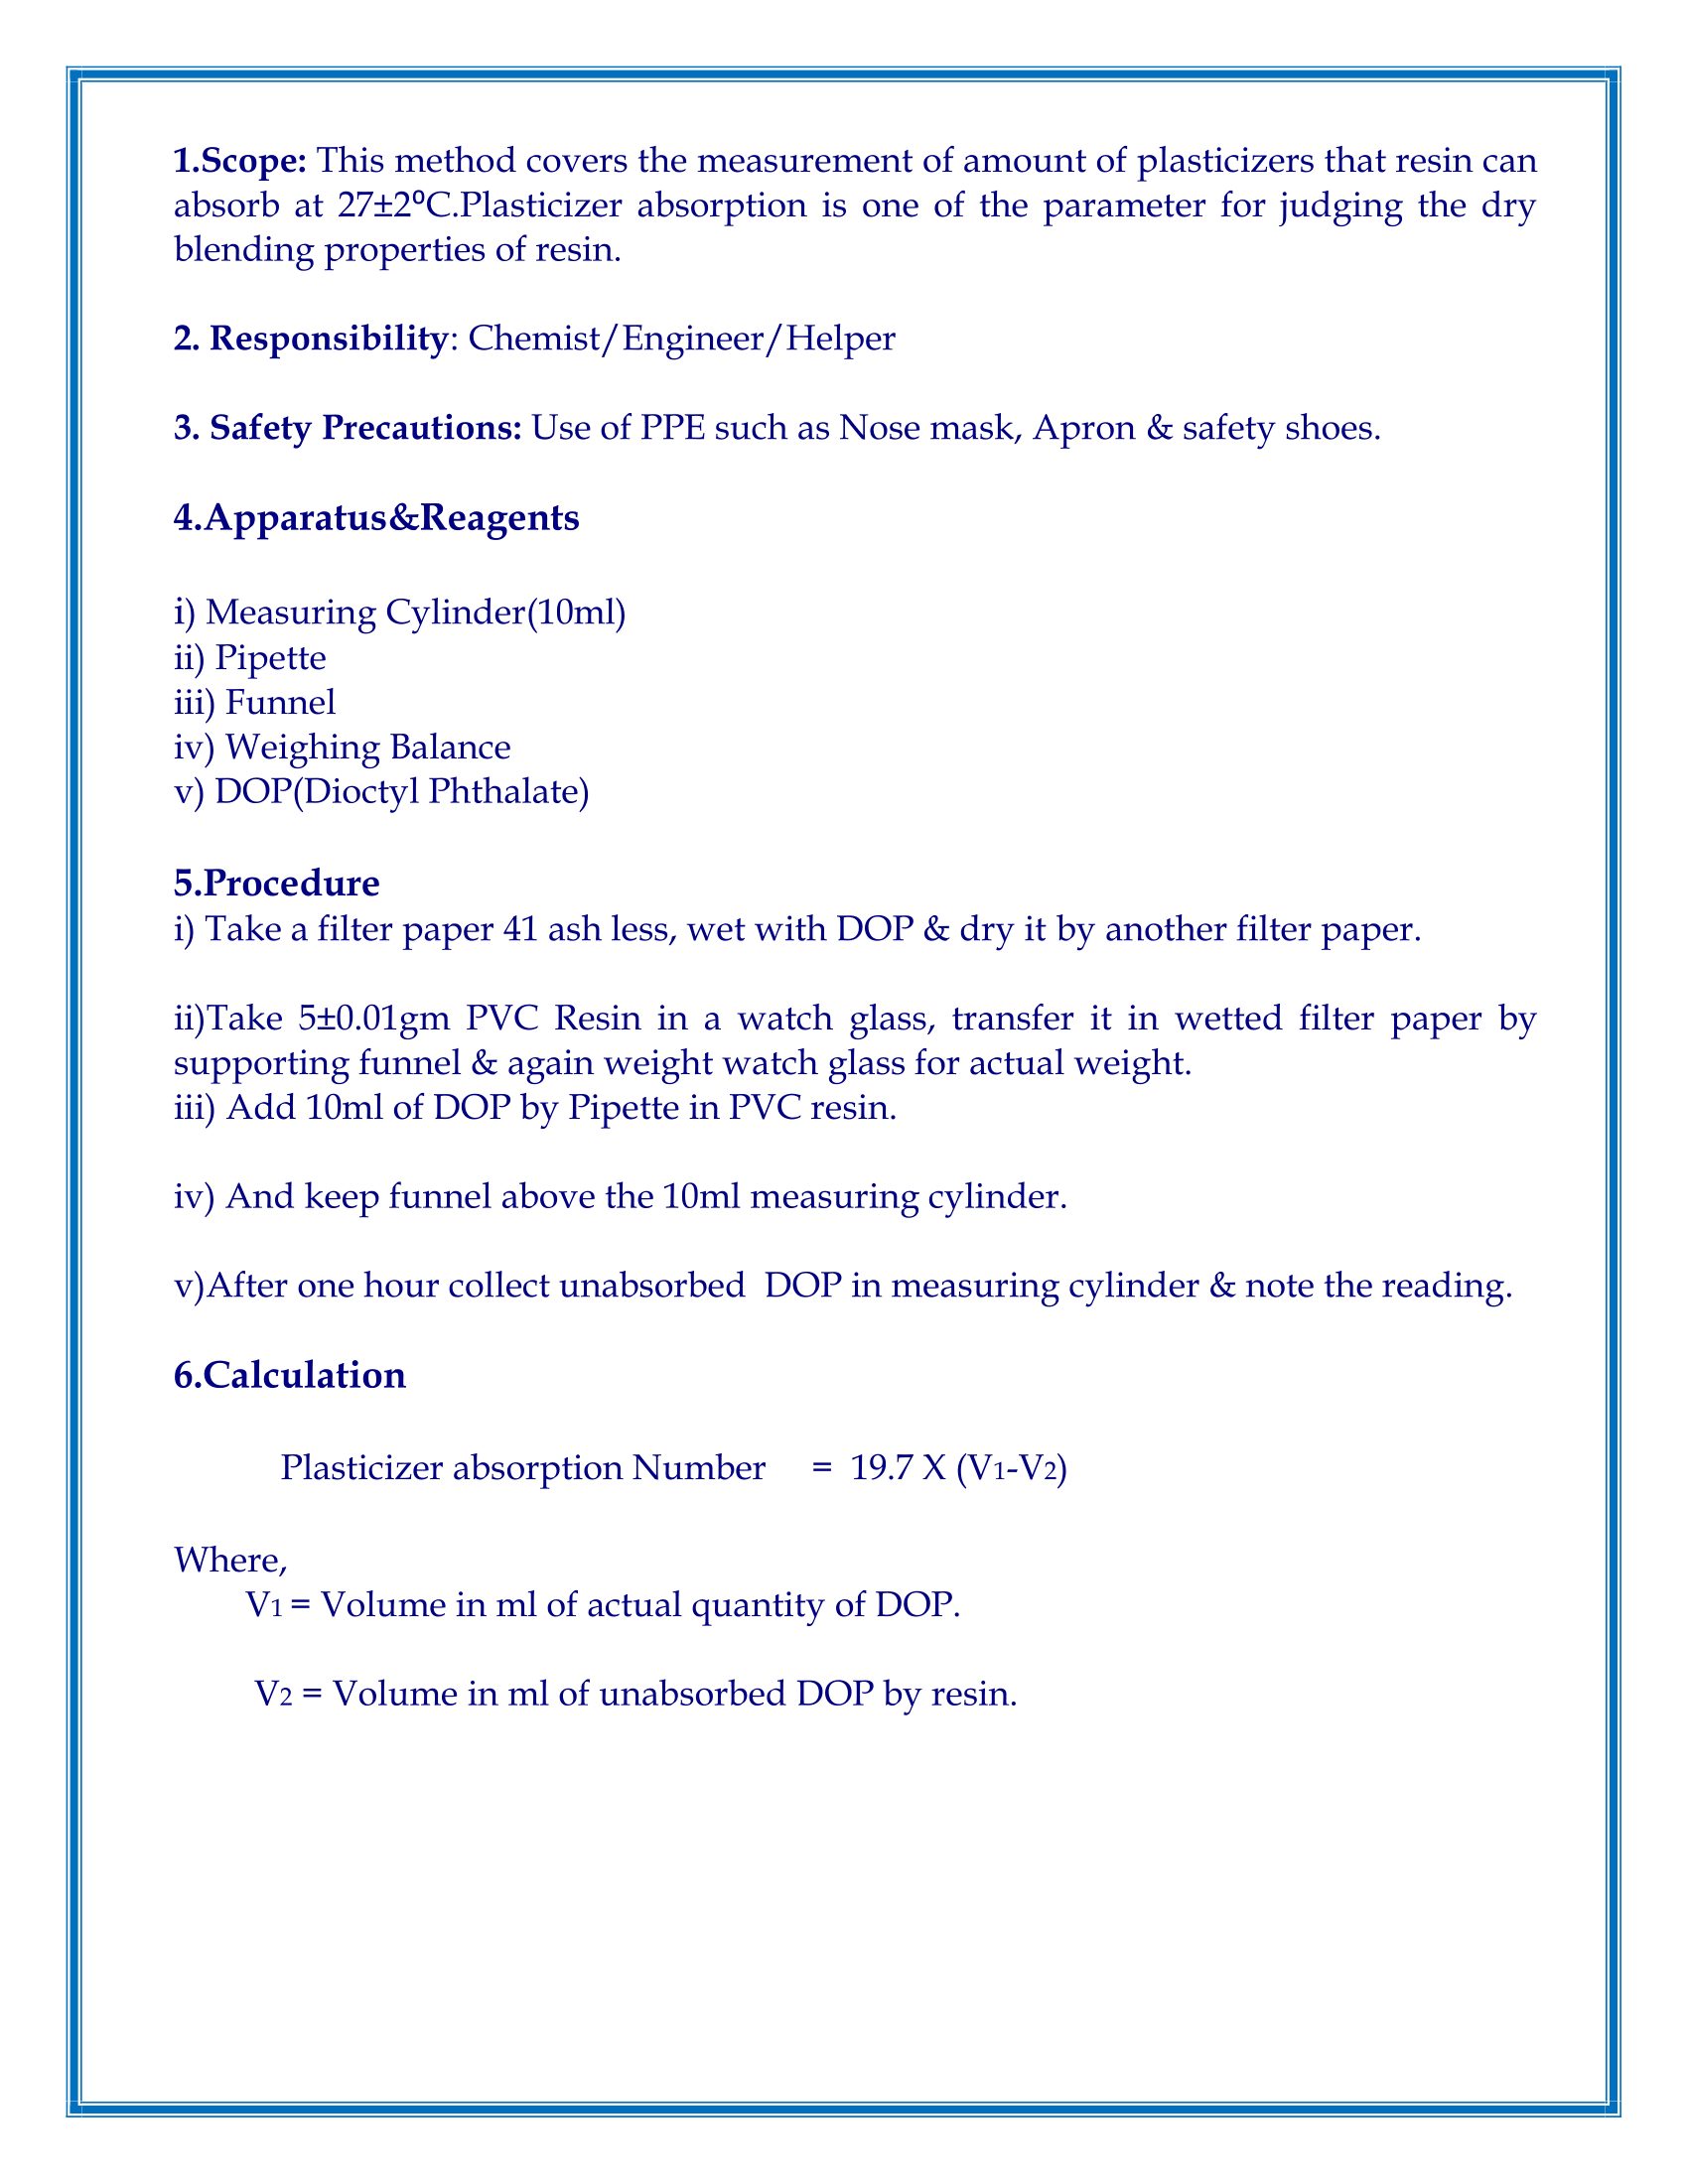 1.Scope: This method covers the measurement of amount of plasticizers that resin can
absorb at 27±2⁰C.Plasticizer absorption is one of the parameter for judging the dry
blending properties of resin.
2. Responsibility: Chemist/Engineer/Helper
3. Safety Precautions: Use of PPE such as Nose mask, Apron & safety shoes.
4.Apparatus&Reagents
i) Measuring Cylinder(10ml)
ii) Pipette
iii) Funnel
iv) Weighing Balance
v) DOP(Dioctyl Phthalate)
5.Procedure
i) Take a filter paper 41 ash less, wet with DOP & dry it by another filter paper.
ii)Take 5±0.01gm PVC Resin in a watch glass, transfer it in wetted filter paper by
supporting funnel & again weight watch glass for actual weight.
iii) Add 10ml of DOP by Pipette in PVC resin.
iv) And keep funnel above the 10ml measuring cylinder.
v)After one hour collect unabsorbed DOP in measuring cylinder & note the reading.
6.Calculation
Plasticizer absorption Number = 19.7 X (V1-V2)
Where,
V1 = Volume in ml of actual quantity of DOP.
V2 = Volume in ml of unabsorbed DOP by resin.